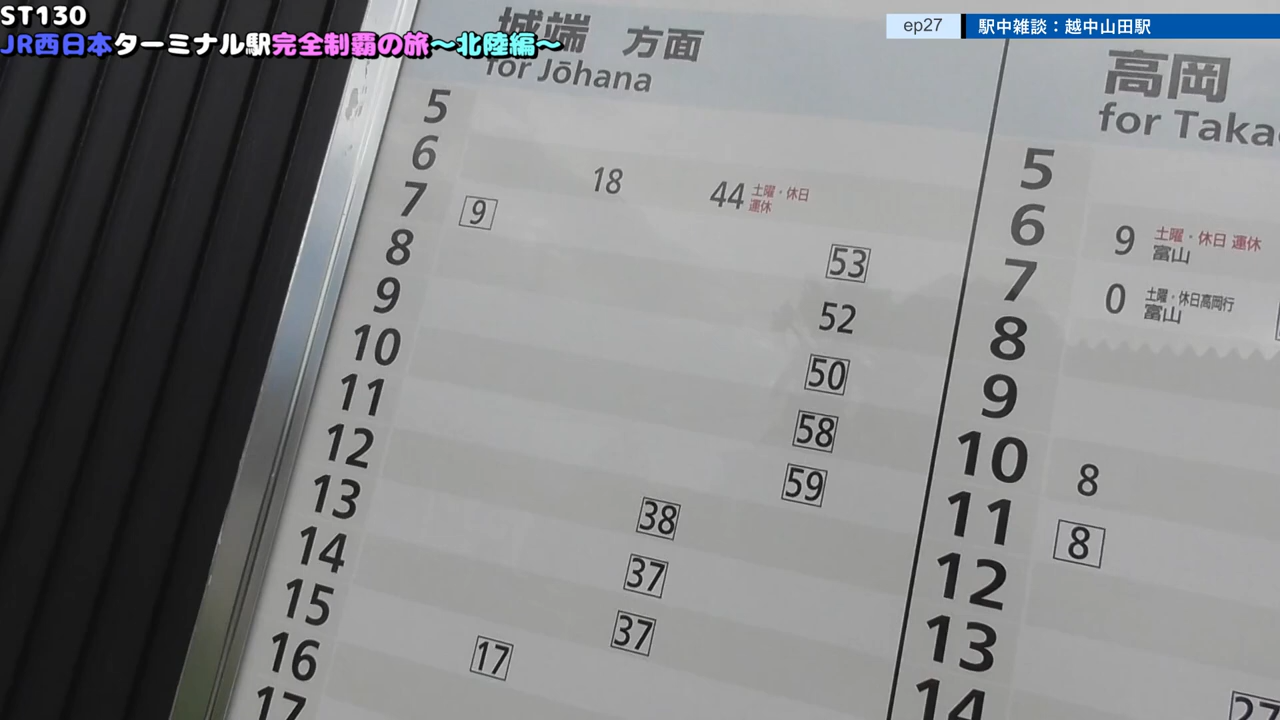 ST130
JR西日本ターミナル駅完全制覇の旅～北陸編～
ep27
駅中雑談：越中山田駅
城端 方面
for Jōhana
5
6 18 44 土曜・休日 運休
7 9 53
8 52
9 50
10 58
11 59
12 38
13 37
14 37
15 17
16
17
高岡
for Taka
5
6 9 土曜・休日 運休 富山
7 0 土曜・休日高岡行 富山
8
9
10 8
11 8
12
13
14 27